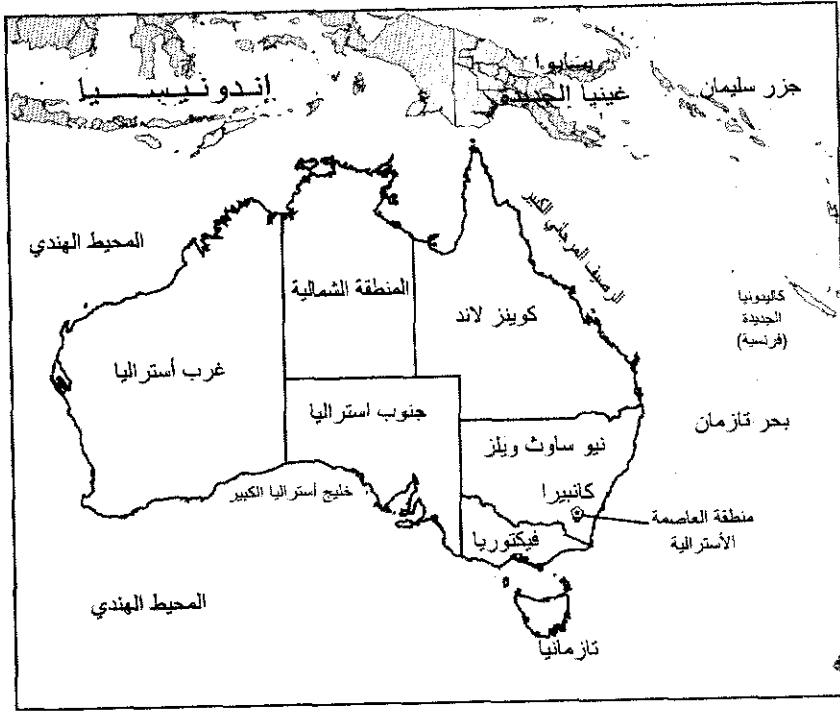 إندونيسيا
بابوا
غينيا الجديدة
جزر سليمان
المحيط الهندي
الرصيف المرجاني الكبير
المنطقة الشمالية
كوينز لاند
كاليدونيا
الجديدة
(فرنسية)
غرب أستراليا
جنوب استراليا
بحر تازمان
نيو ساوث ويلز
خليج أستراليا الكبير
كانبيرا
منطقة العاصمة
الأسترالية
فيكتوريا
المحيط الهندي
تازمانيا